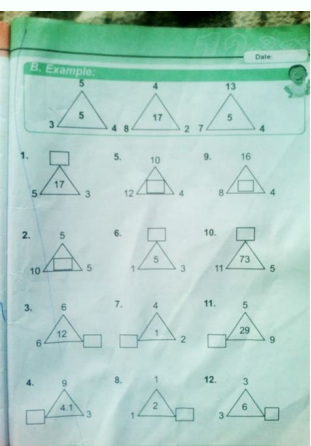 Date:
B. Example:
5 4 13
5 17 5
3 4 8 2 7 4
1. 5. 10 9. 16
17
5 3 12 4 8 4
2. 5 6. 10.
5 73
10 5 1 3 11 5
3. 6 7. 4 11. 5
12 1 29
6 2 9
4. 9 8. 1 12. 3
4.1 2 6
3 1 3